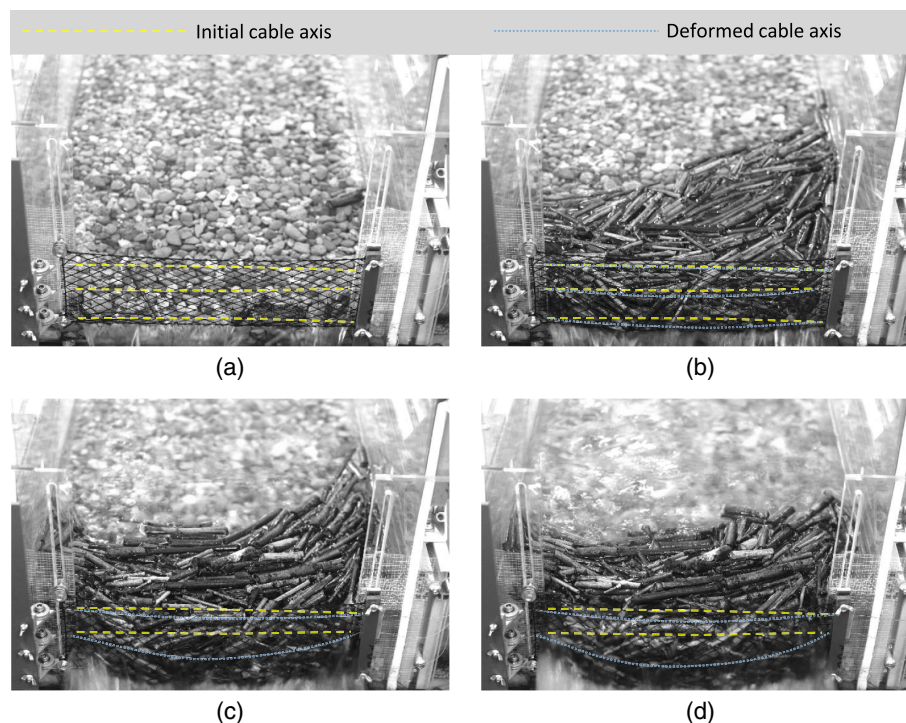 Initial cable axis
Deformed cable axis
(a)
(b)
(c)
(d)